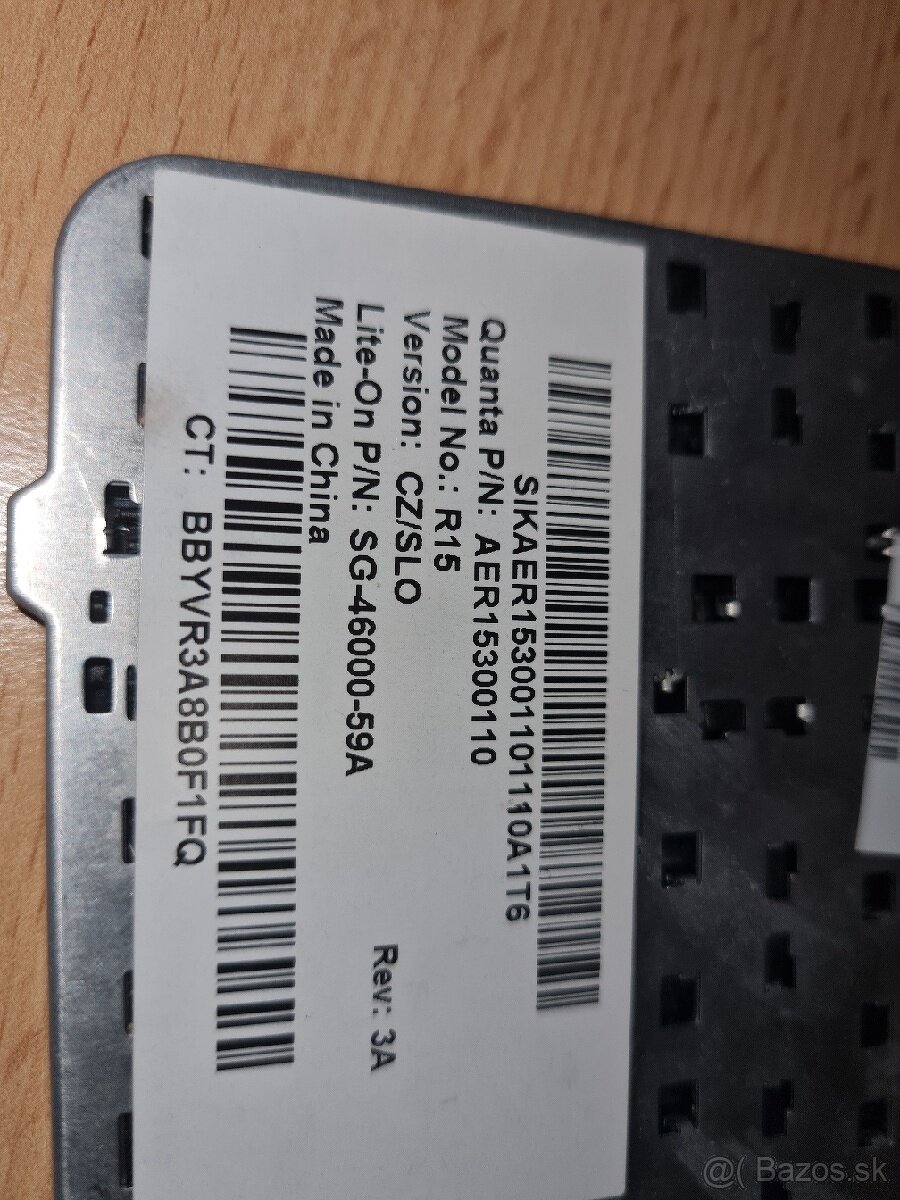 SIKAER153001101110A1T6
Quanta P/N: AER15300110
Model No.: R15
Version: CZ/SLO
Lite-On P/N: SG-46000-59A
Rev: 3A
Made in China
CT: BBYVR3A8B0F1FQ
@( Bazos.sk